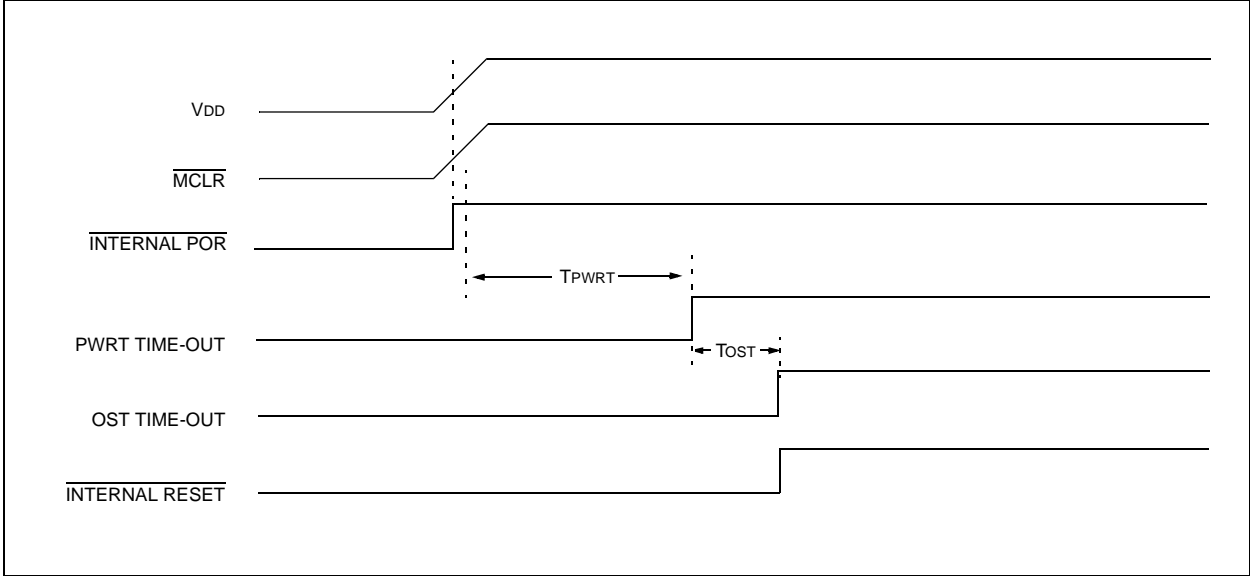 VDD
MCLR
INTERNAL POR
TPWRT
PWRT TIME-OUT
TOST
OST TIME-OUT
INTERNAL RESET